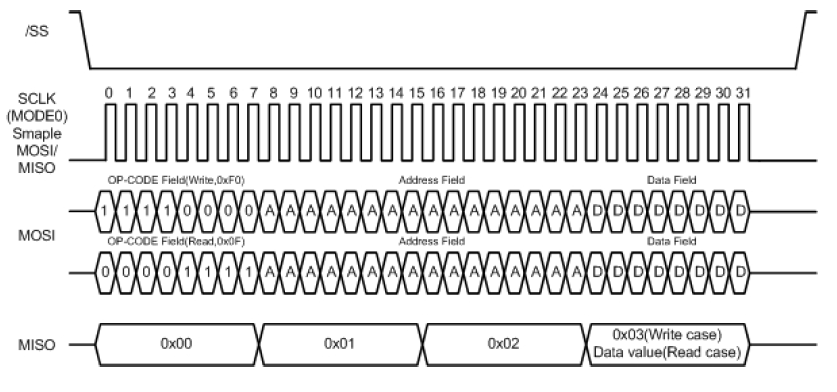 /SS
0 1 2 3 4 5 6 7 8 9 10 11 12 13 14 15 16 17 18 19 20 21 22 23 24 25 26 27 28 29 30 31
SCLK
(MODE0)
Smaple
MOSI/
MISO
OP-CODE Field(Write,0xF0) Address Field Data Field
1 1 1 1 0 0 0 0 A A A A A A A A A A A A A A A A D D D D D D D D
MOSI
OP-CODE Field(Read,0x0F) Address Field Data Field
0 0 0 0 1 1 1 1 A A A A A A A A A A A A A A A A D D D D D D D D
MISO 0x00 0x01 0x02 0x03(Write case)
Data value(Read case)